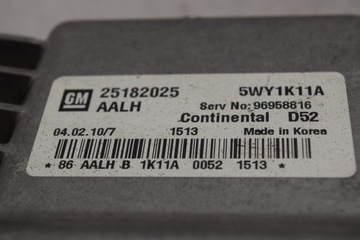 GM 25182025 5WY1K11A
AALH Serv No:96958816
Continental D52
04.02.10/7 1513 Made in Korea
* 86 AALH B 1K11A 0052 1513 *